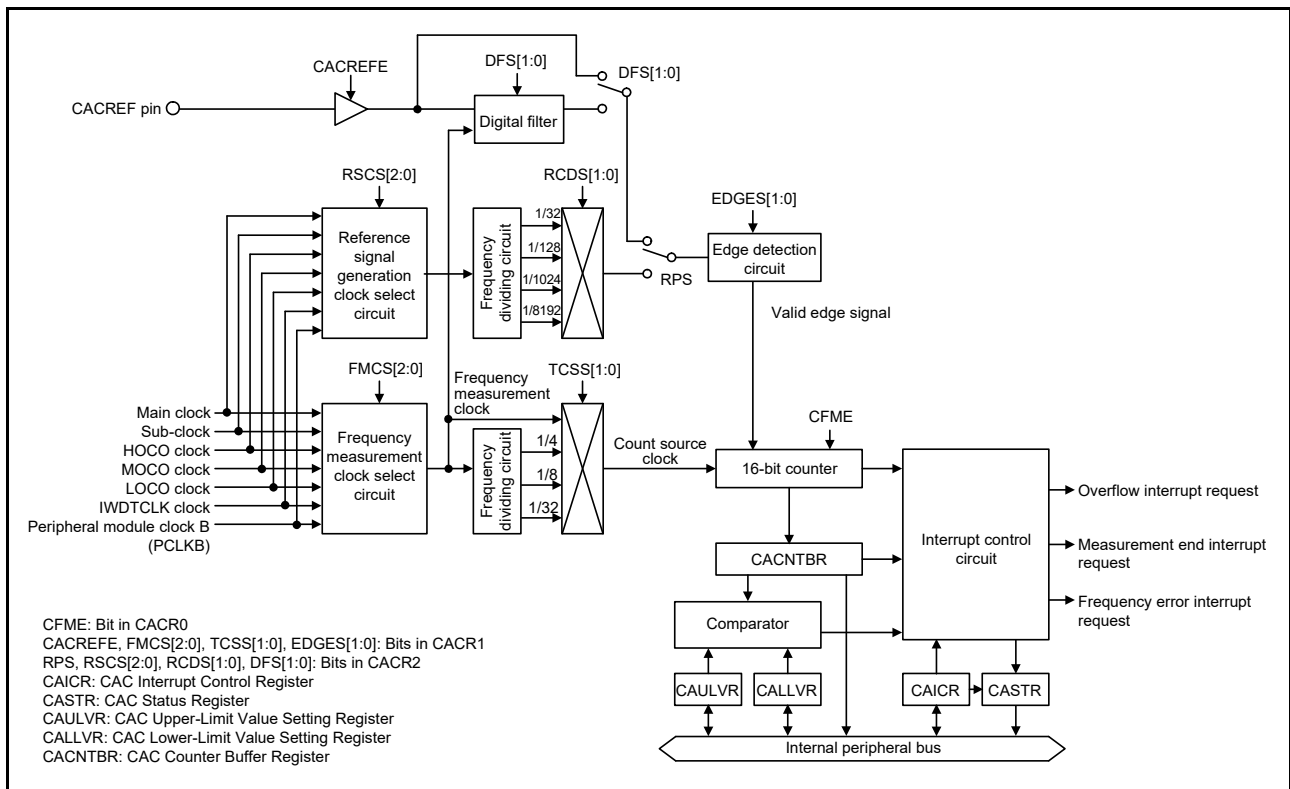 CACREFE
DFS[1:0]
DFS[1:0]
CACREF pin
Digital filter
RSCS[2:0]
RCDS[1:0]
EDGES[1:0]
Reference
signal
generation
clock select
circuit
Frequency
dividing circuit
1/32
1/128
1/1024
1/8192
RPS
Edge detection
circuit
Valid edge signal
FMCS[2:0]
Frequency
measurement
clock
TCSS[1:0]
Main clock
Sub-clock
HOCO clock
MOCO clock
LOCO clock
IWDTCLK clock
Peripheral module clock B
(PCLKB)
Frequency
measurement
clock select
circuit
Frequency
dividing circuit
1/4
1/8
1/32
Count source
clock
CFME
16-bit counter
CACNTBR
Comparator
CAULVR
CALLVR
Interrupt control
circuit
CAICR
CASTR
Overflow interrupt request
Measurement end interrupt
request
Frequency error interrupt
request
Internal peripheral bus
CFME: Bit in CACR0
CACREFE, FMCS[2:0], TCSS[1:0], EDGES[1:0]: Bits in CACR1
RPS, RSCS[2:0], RCDS[1:0], DFS[1:0]: Bits in CACR2
CAICR: CAC Interrupt Control Register
CASTR: CAC Status Register
CAULVR: CAC Upper-Limit Value Setting Register
CALLVR: CAC Lower-Limit Value Setting Register
CACNTBR: CAC Counter Buffer Register